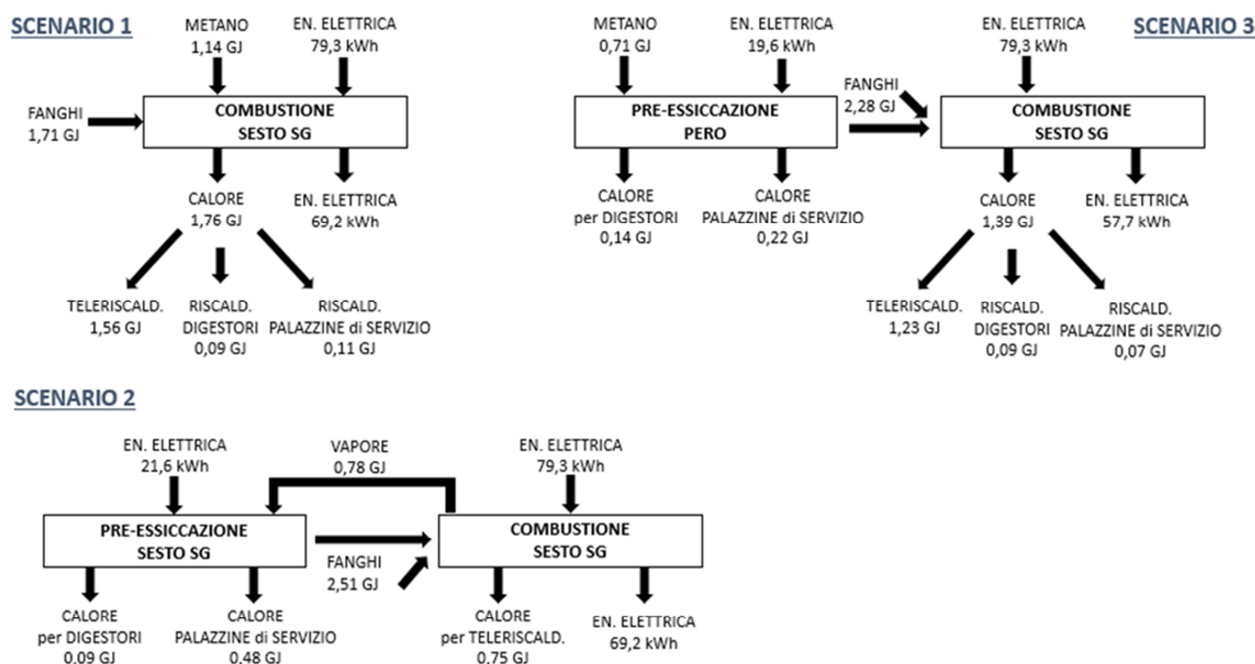 SCENARIO 1
METANO
1,14 GJ
EN. ELETTRICA
79,3 kWh
FANGHI
1,71 GJ
COMBUSTIONE
SESTO SG
CALORE
1,76 GJ
EN. ELETTRICA
69,2 kWh
TELERISCALD.
1,56 GJ
RISCALD.
DIGESTORI
0,09 GJ
RISCALD.
PALAZZINE di SERVIZIO
0,11 GJ
SCENARIO 3
METANO
0,71 GJ
EN. ELETTRICA
19,6 kWh
PRE-ESSICCAZIONE
PERO
FANGHI
2,28 GJ
EN. ELETTRICA
79,3 kWh
COMBUSTIONE
SESTO SG
CALORE
per DIGESTORI
0,14 GJ
CALORE
PALAZZINE di SERVIZIO
0,22 GJ
CALORE
1,39 GJ
EN. ELETTRICA
57,7 kWh
TELERISCALD.
1,23 GJ
RISCALD.
DIGESTORI
0,09 GJ
RISCALD.
PALAZZINE di SERVIZIO
0,07 GJ
SCENARIO 2
EN. ELETTRICA
21,6 kWh
VAPORE
0,78 GJ
EN. ELETTRICA
79,3 kWh
PRE-ESSICCAZIONE
SESTO SG
FANGHI
2,51 GJ
COMBUSTIONE
SESTO SG
CALORE
per DIGESTORI
0,09 GJ
CALORE
PALAZZINE di SERVIZIO
0,48 GJ
CALORE
per TELERISCALD.
0,75 GJ
EN. ELETTRICA
69,2 kWh